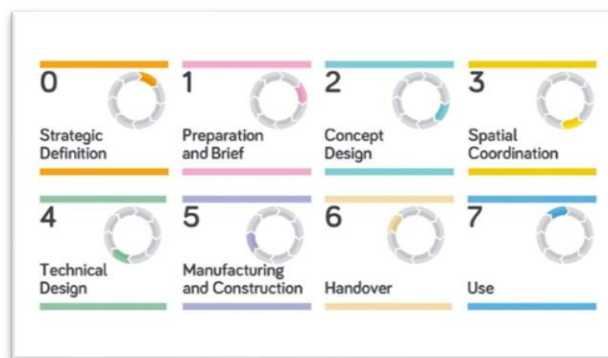 0
Strategic
Definition
1
Preparation
and Brief
2
Concept
Design
3
Spatial
Coordination
4
Technical
Design
5
Manufacturing
and Construction
6
Handover
7
Use